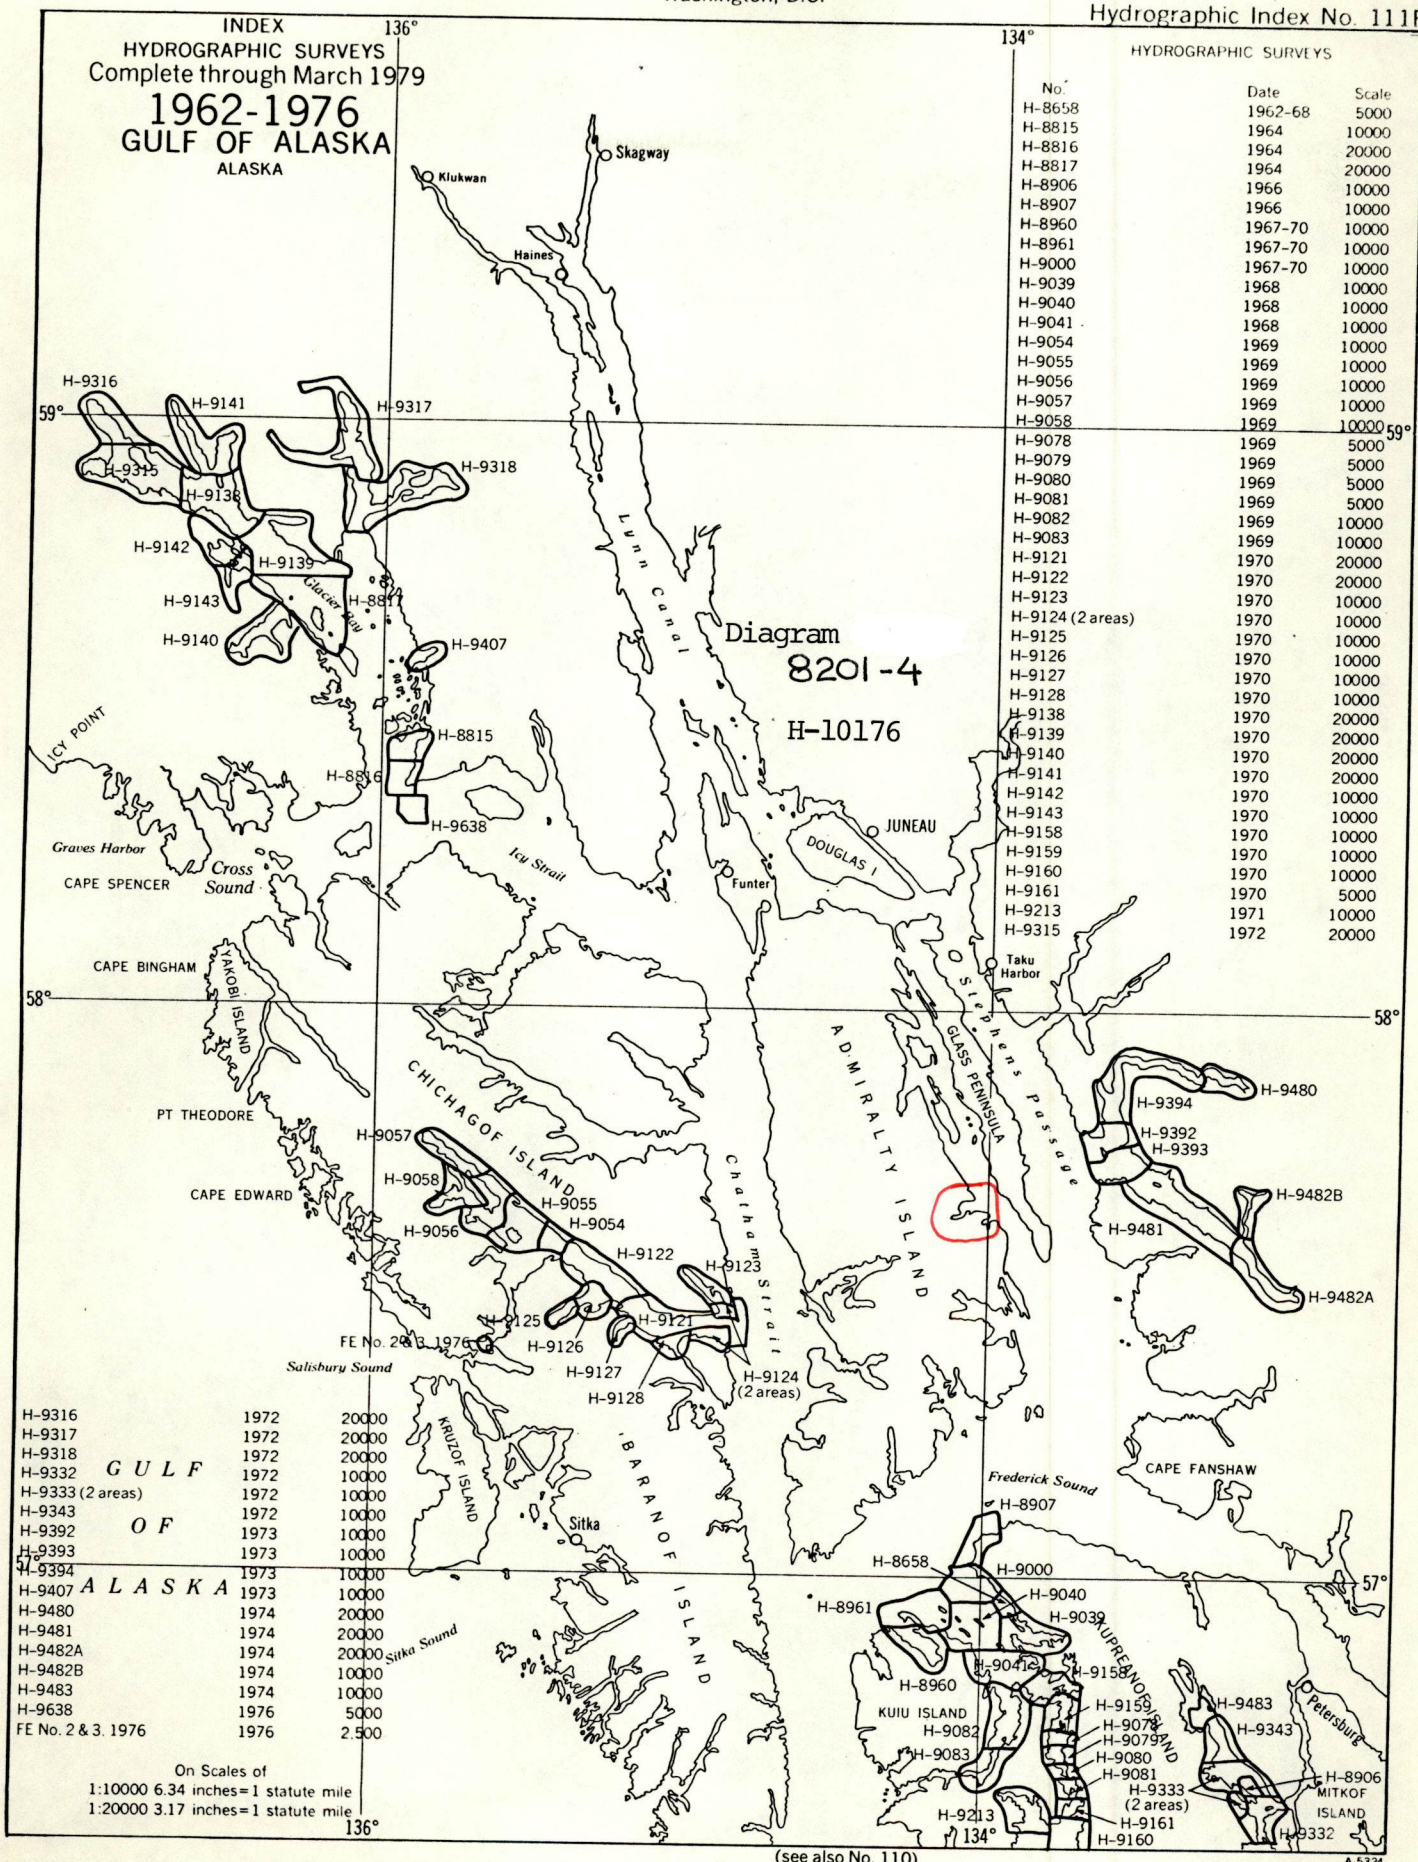 Washington, D.C.
Hydrographic Index No. 111F
INDEX
HYDROGRAPHIC SURVEYS
Complete through March 1979
1962-1976
GULF OF ALASKA
ALASKA
136°
134°
HYDROGRAPHIC SURVEYS
No. Date Scale
H-8658 1962-68 5000
H-8815 1964 10000
H-8816 1964 20000
H-8817 1964 20000
H-8906 1966 10000
H-8907 1966 10000
H-8960 1967-70 10000
H-8961 1967-70 10000
H-9000 1967-70 10000
H-9039 1968 10000
H-9040 1968 10000
H-9041 1968 10000
H-9054 1969 10000
H-9055 1969 10000
H-9056 1969 10000
H-9057 1969 10000
H-9058 1969 10000
H-9078 1969 5000
H-9079 1969 5000
H-9080 1969 5000
H-9081 1969 5000
H-9082 1969 10000
H-9083 1969 10000
H-9121 1970 20000
H-9122 1970 20000
H-9123 1970 10000
H-9124 (2 areas) 1970 10000
H-9125 1970 10000
H-9126 1970 10000
H-9127 1970 10000
H-9128 1970 10000
H-9138 1970 20000
H-9139 1970 20000
H-9140 1970 20000
H-9141 1970 20000
H-9142 1970 10000
H-9143 1970 10000
H-9158 1970 10000
H-9159 1970 10000
H-9160 1970 10000
H-9161 1970 5000
H-9213 1971 10000
H-9315 1972 20000
Skagway
Klukwan
Haines
59°
59°
H-9316
H-9141
H-9317
H-9315
H-9138
H-9318
H-9142
H-9139
H-9143
Glacier Bay
H-8817
H-9140
H-9407
Lynn Canal
Diagram
8201-4
H-10176
ICY POINT
H-8815
H-8816
H-9638
JUNEAU
DOUGLAS I
Graves Harbor
Cross
Sound
Icy Strait
CAPE SPENCER
Funter
Taku
Harbor
CAPE BINGHAM
YAKOBI ISLAND
58°
58°
Stephens Passage
GLASS PENINSULA
ADMIRALTY ISLAND
CHICHAGOF ISLAND
PT THEODORE
H-9480
H-9394
H-9392
H-9393
H-9057
H-9058
CAPE EDWARD
H-9055
H-9056
H-9054
Chatham Strait
H-9482B
H-9481
H-9122
H-9123
H-9482A
H-9125
H-9121
FE No. 2 & 3. 1976
H-9126
Salisbury Sound
H-9127
H-9124
(2 areas)
H-9128
H-9316 1972 20000
H-9317 1972 20000
H-9318 1972 20000
H-9332 1972 10000
H-9333 (2 areas) 1972 10000
H-9343 1972 10000
H-9392 1973 10000
H-9393 1973 10000
H-9394 1973 10000
H-9407 1973 10000
H-9480 1974 20000
H-9481 1974 20000
H-9482A 1974 20000
H-9482B 1974 10000
H-9483 1974 10000
H-9638 1976 5000
FE No. 2 & 3. 1976 1976 2.500
GULF
OF
ALASKA
57°
57°
KRUZOF ISLAND
BARANOF ISLAND
Sitka
Sitka Sound
CAPE FANSHAW
Frederick Sound
H-8907
H-8658
H-9000
H-9040
H-8961
H-9039
KUPREANOF ISLAND
H-9041
H-9158
H-8960
KUIU ISLAND
H-9159
H-9082
H-9078
H-9079
H-9083
H-9080
H-9081
H-9483
H-9343
Petersburg
H-9333
(2 areas)
H-8906
MITKOF
ISLAND
H-9213
H-9161
H-9160
H-9332
On Scales of
1:10000 6.34 inches=1 statute mile
1:20000 3.17 inches=1 statute mile
136°
134°
(see also No. 110)
A-5324